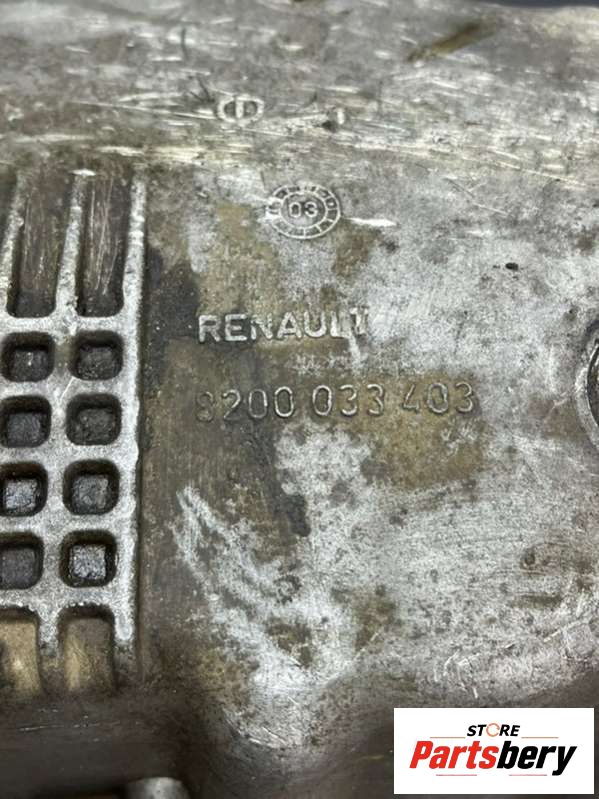 03
RENAULT
8200 033 403
STORE
Partsbery